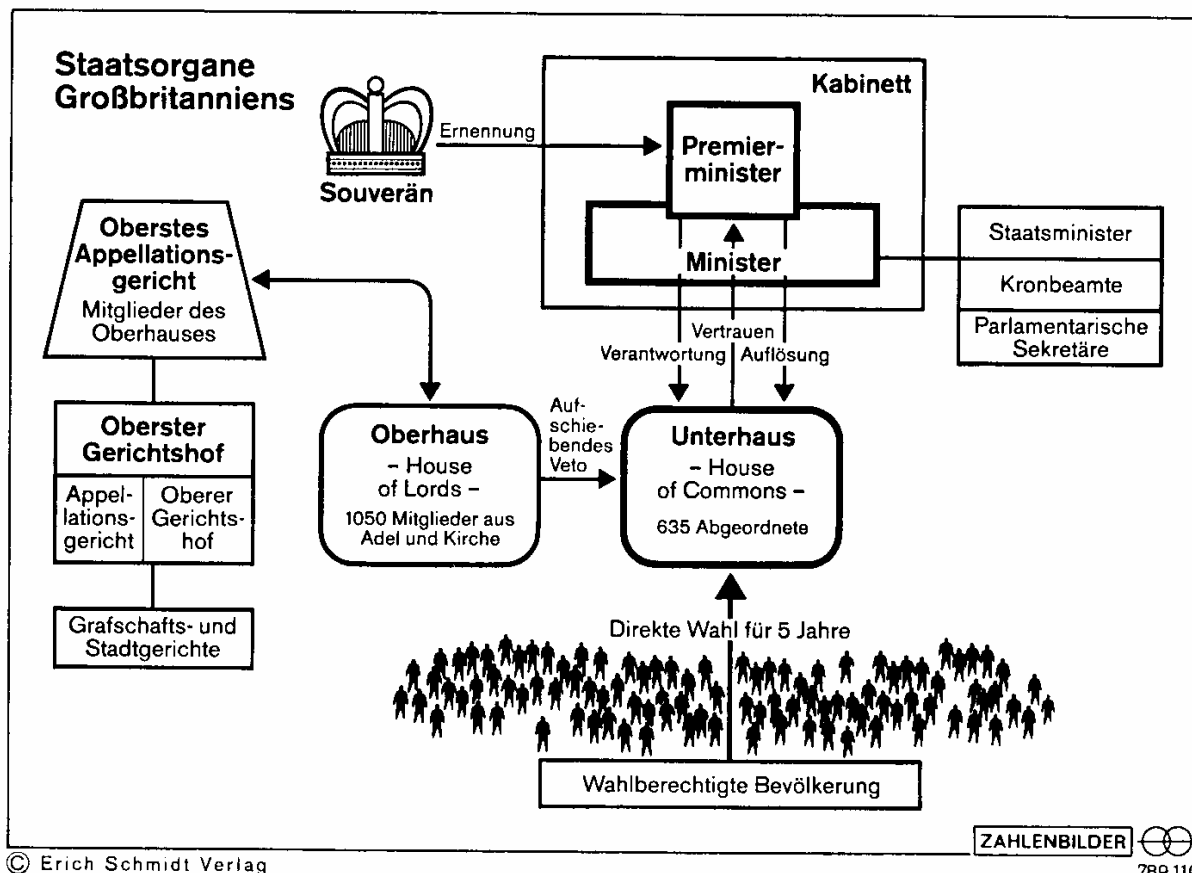 Staatsorgane
Großbritanniens
Souverän
Ernennung
Kabinett
Premier-
minister
Minister
Staatsminister
Kronbeamte
Parlamentarische
Sekretäre
Oberstes
Appellations-
gericht
Mitglieder des
Oberhauses
Vertrauen
Verantwortung
Auflösung
Oberster
Gerichtshof
Appel-
lations-
gericht
Oberer
Gerichts-
hof
Grafschafts- und
Stadtgerichte
Oberhaus
– House
of Lords –
1050 Mitglieder aus
Adel und Kirche
Auf-
schie-
bendes
Veto
Unterhaus
– House
of Commons –
635 Abgeordnete
Direkte Wahl für 5 Jahre
Wahlberechtigte Bevölkerung
ZAHLENBILDER
© Erich Schmidt Verlag
789 110